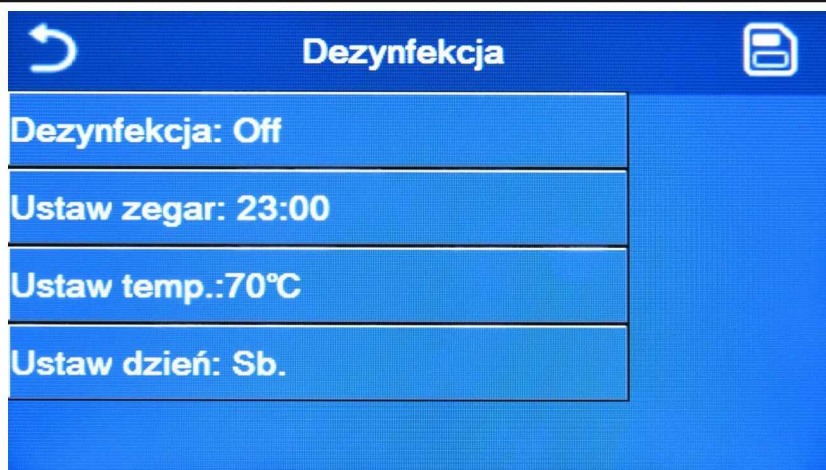 Dezynfekcja
Dezynfekcja: Off
Ustaw zegar: 23:00
Ustaw temp.:70℃
Ustaw dzień: Sb.